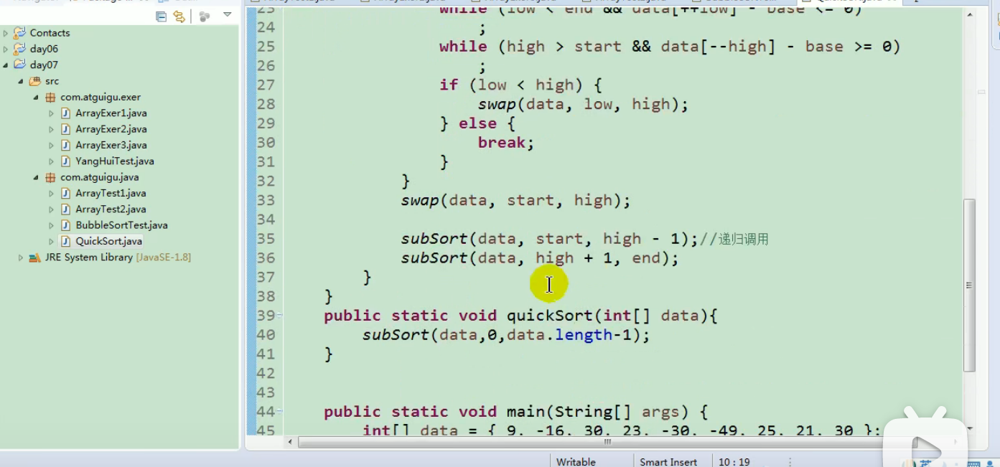 Contacts
day06
day07
src
com.atguigu.exer
ArrayExer1.java
ArrayExer2.java
ArrayExer3.java
YangHuiTest.java
com.atguigu.java
ArrayTest1.java
ArrayTest2.java
BubbleSortTest.java
QuickSort.java
JRE System Library [JavaSE-1.8]
23 while (low < end && data[++low] - base <= 0)
24 ;
25 while (high > start && data[--high] - base >= 0)
26 ;
27 if (low < high) {
28 swap(data, low, high);
29 } else {
30 break;
31 }
32 }
33 swap(data, start, high);
34
35 subSort(data, start, high - 1);//递归调用
36 subSort(data, high + 1, end);
37 }
38 }
39 public static void quickSort(int[] data){
40 subSort(data,0,data.length-1);
41 }
42
43
44 public static void main(String[] args) {
45 int[] data = { 9, -16, 30, 23, -30, -49, 25, 21, 30 };
Writable
Smart Insert
10 : 19